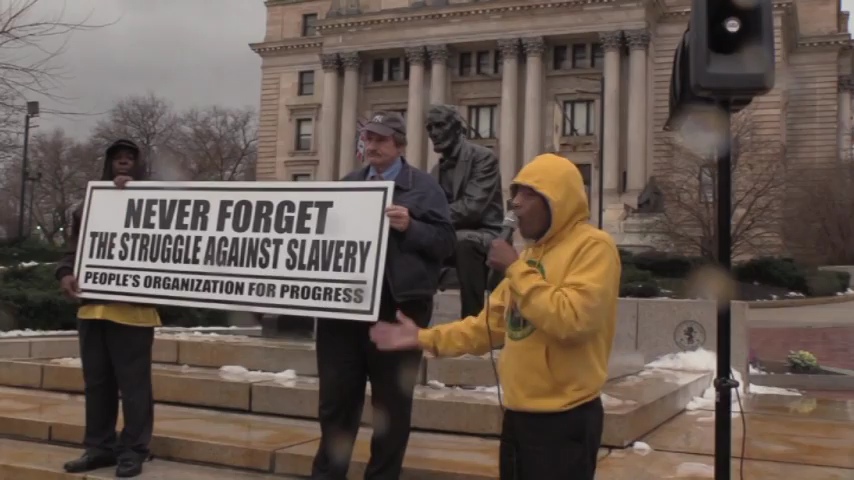 NEVER FORGET
THE STRUGGLE AGAINST SLAVERY
PEOPLE'S ORGANIZATION FOR PROGRESS